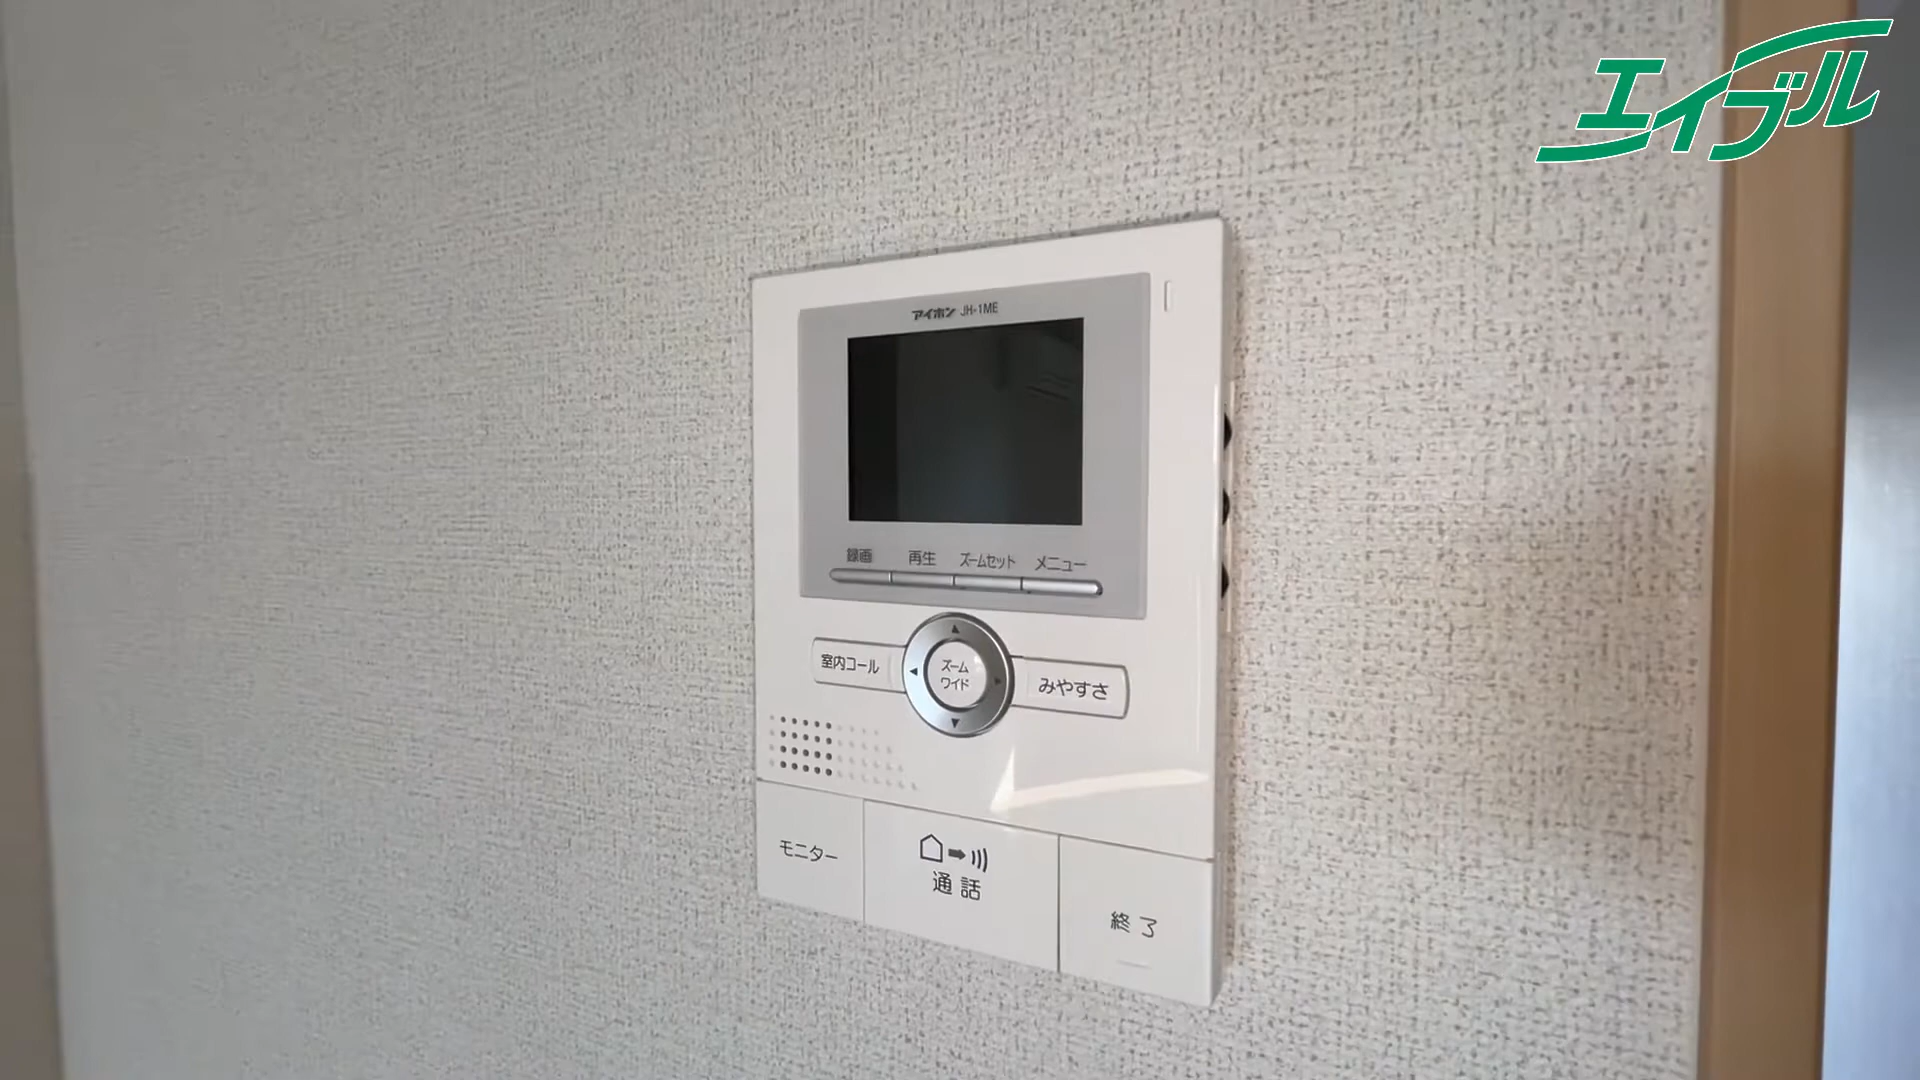 エイブル
アイホン JH-1ME
録画 再生 ズームセット メニュー
室内コール
ズーム
ワイド
みやすさ
モニター
通話
終了